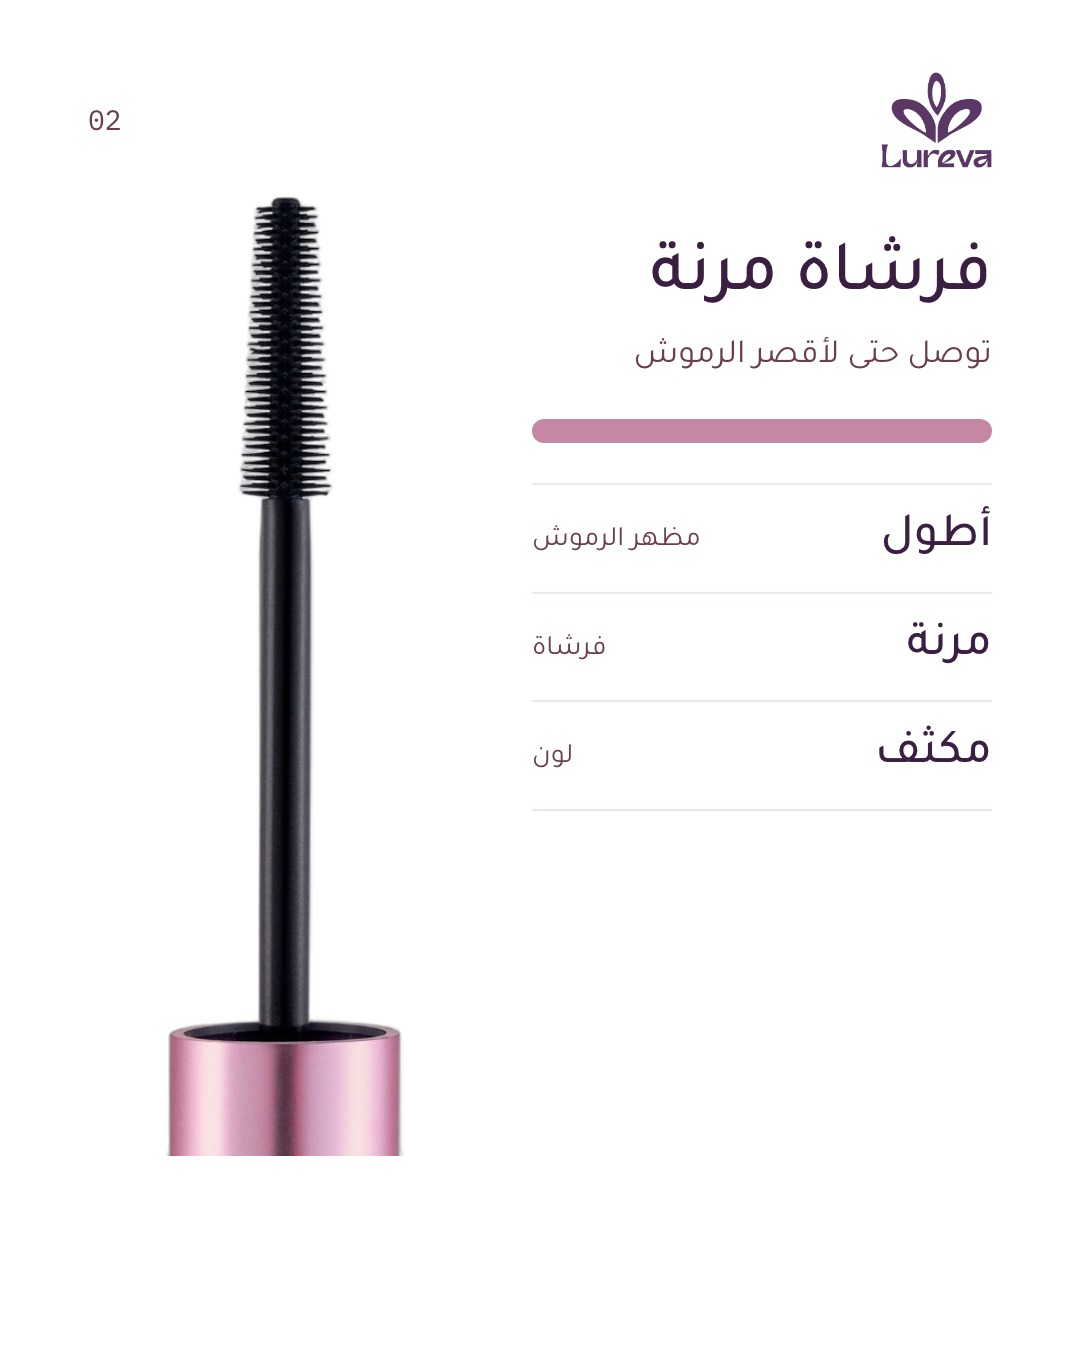 02
Lureva
فرشاة مرنة
توصل حتى لأقصر الرموش
أطول مظهر الرموش
مرنة فرشاة
مكثف لون